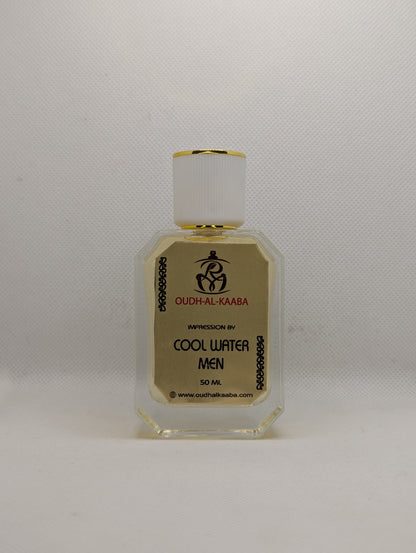 OUDH-AL-KAABA
IMPRESSION BY
COOL WATER
MEN
50 ML
www.oudhalkaaba.com